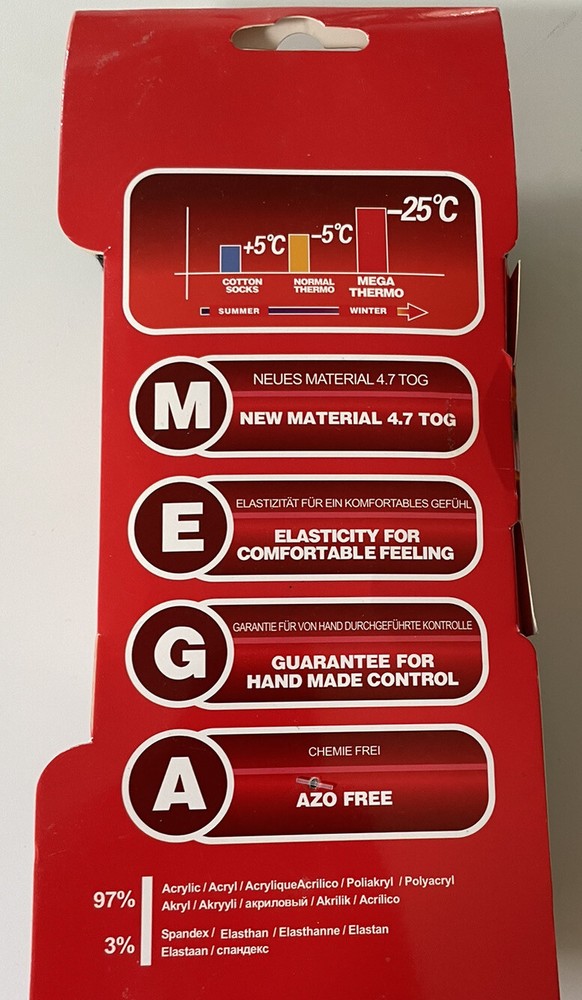 +5°C
–5°C
–25°C
COTTON
SOCKS
NORMAL
THERMO
MEGA
THERMO
SUMMER
WINTER
M
NEUES MATERIAL 4.7 TOG
NEW MATERIAL 4.7 TOG
E
ELASTIZITÄT FÜR EIN KOMFORTABLES GEFÜHL
ELASTICITY FOR
COMFORTABLE FEELING
G
GARANTIE FÜR VON HAND DURCHGEFÜHRTE KONTROLLE
GUARANTEE FOR
HAND MADE CONTROL
A
CHEMIE FREI
AZO FREE
97%
Acrylic / Acryl / AcryliqueAcrilico / Poliakryl / Polyacryl
Akryl / Akryyli / акриловый / Akrilik / Acrílico
3%
Spandex / Elasthan / Elasthanne / Elastan
Elastaan / спандекс